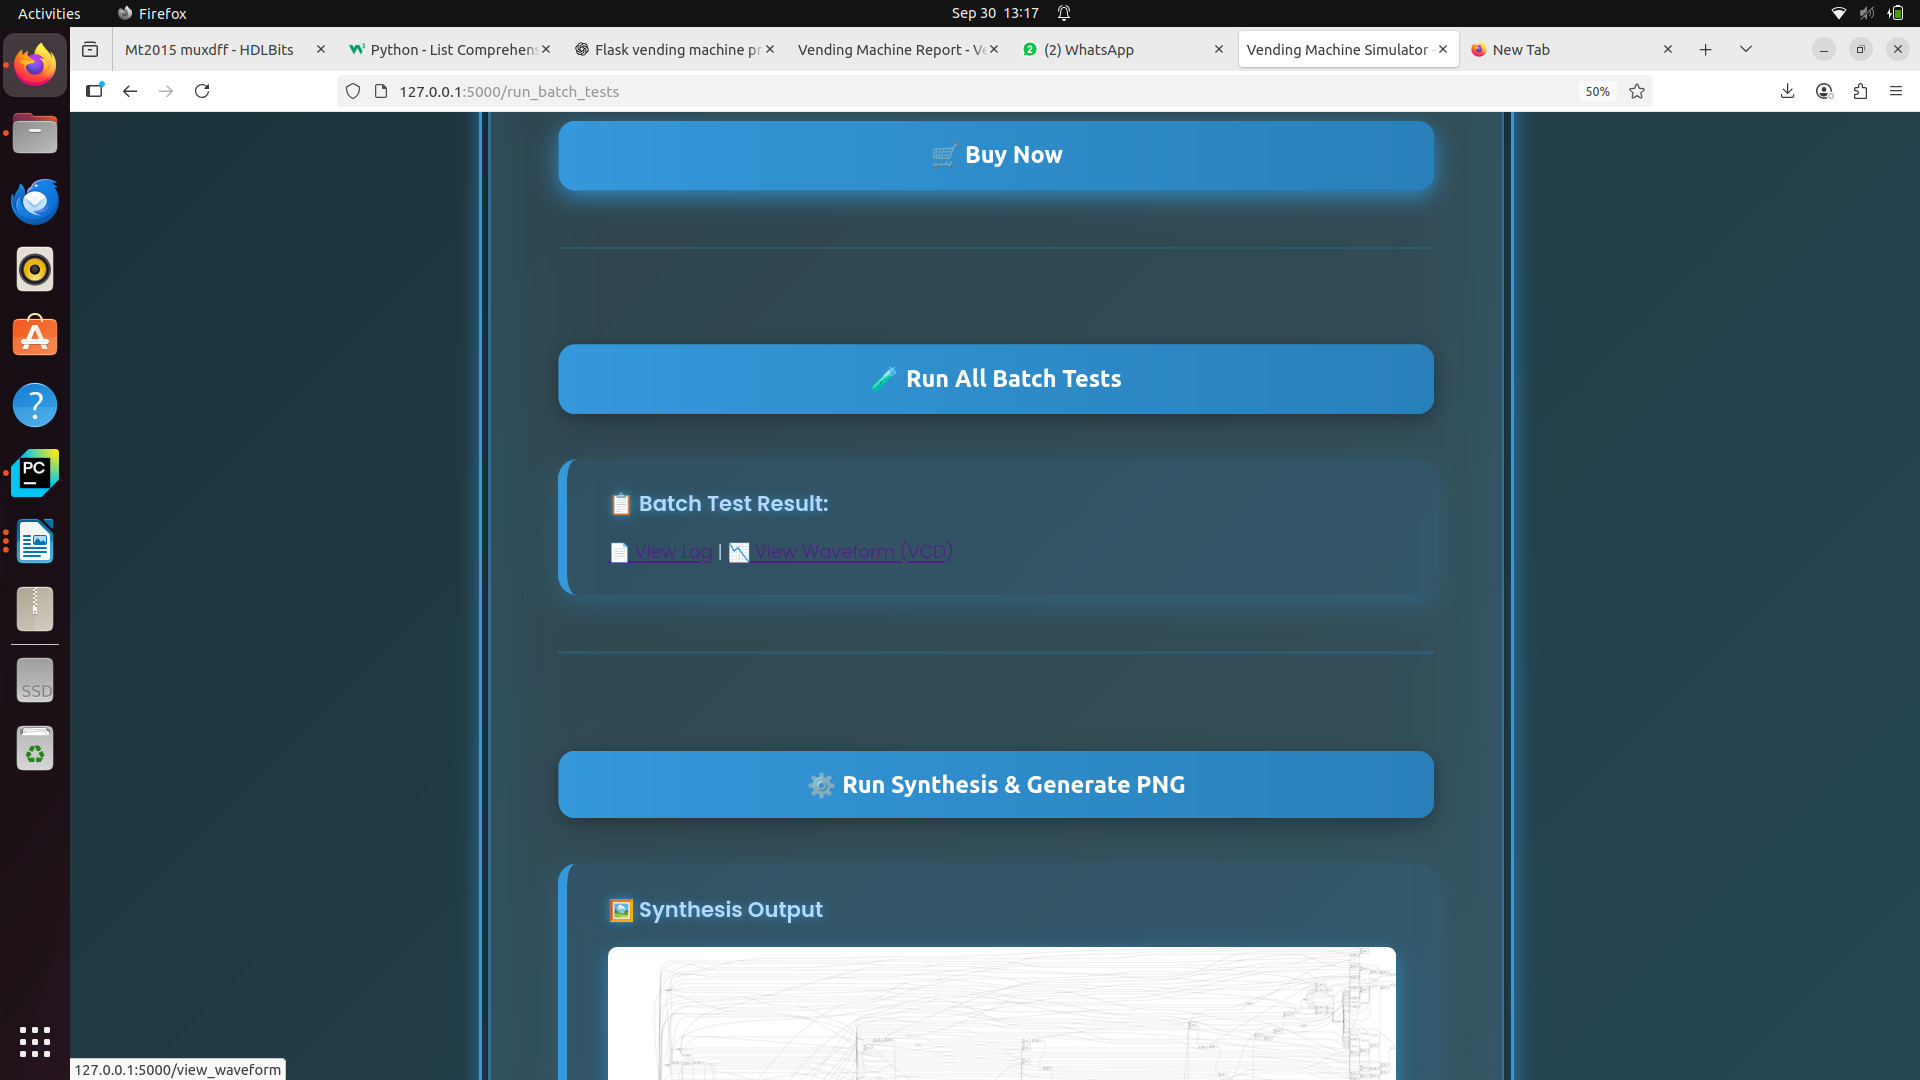 Activities Firefox Sep 30 13:17
Mt2015 muxdff - HDLBits
Python - List Comprehens
Flask vending machine pr
Vending Machine Report - Ve
(2) WhatsApp
Vending Machine Simulator -
New Tab
127.0.0.1:5000/run_batch_tests 50%
🛒 Buy Now
🧪 Run All Batch Tests
📋 Batch Test Result:
📄 View Log | 📉 View Waveform (VCD)
⚙️ Run Synthesis & Generate PNG
🖼️ Synthesis Output
PC
SSD
127.0.0.1:5000/view_waveform